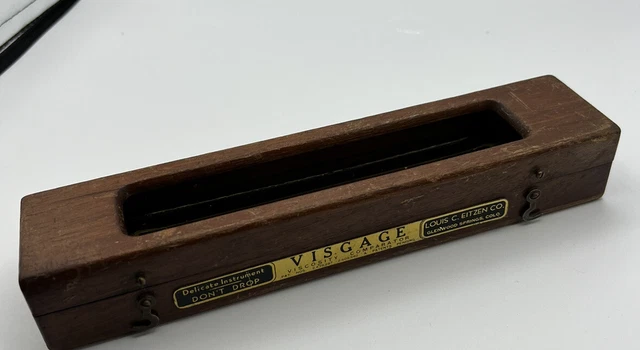 Delicate Instrument
DON'T DROP
VISGAGE
VISCOSITY COMPARATOR
LOUIS C. EITZEN CO.
GLENWOOD SPRINGS, COLO.